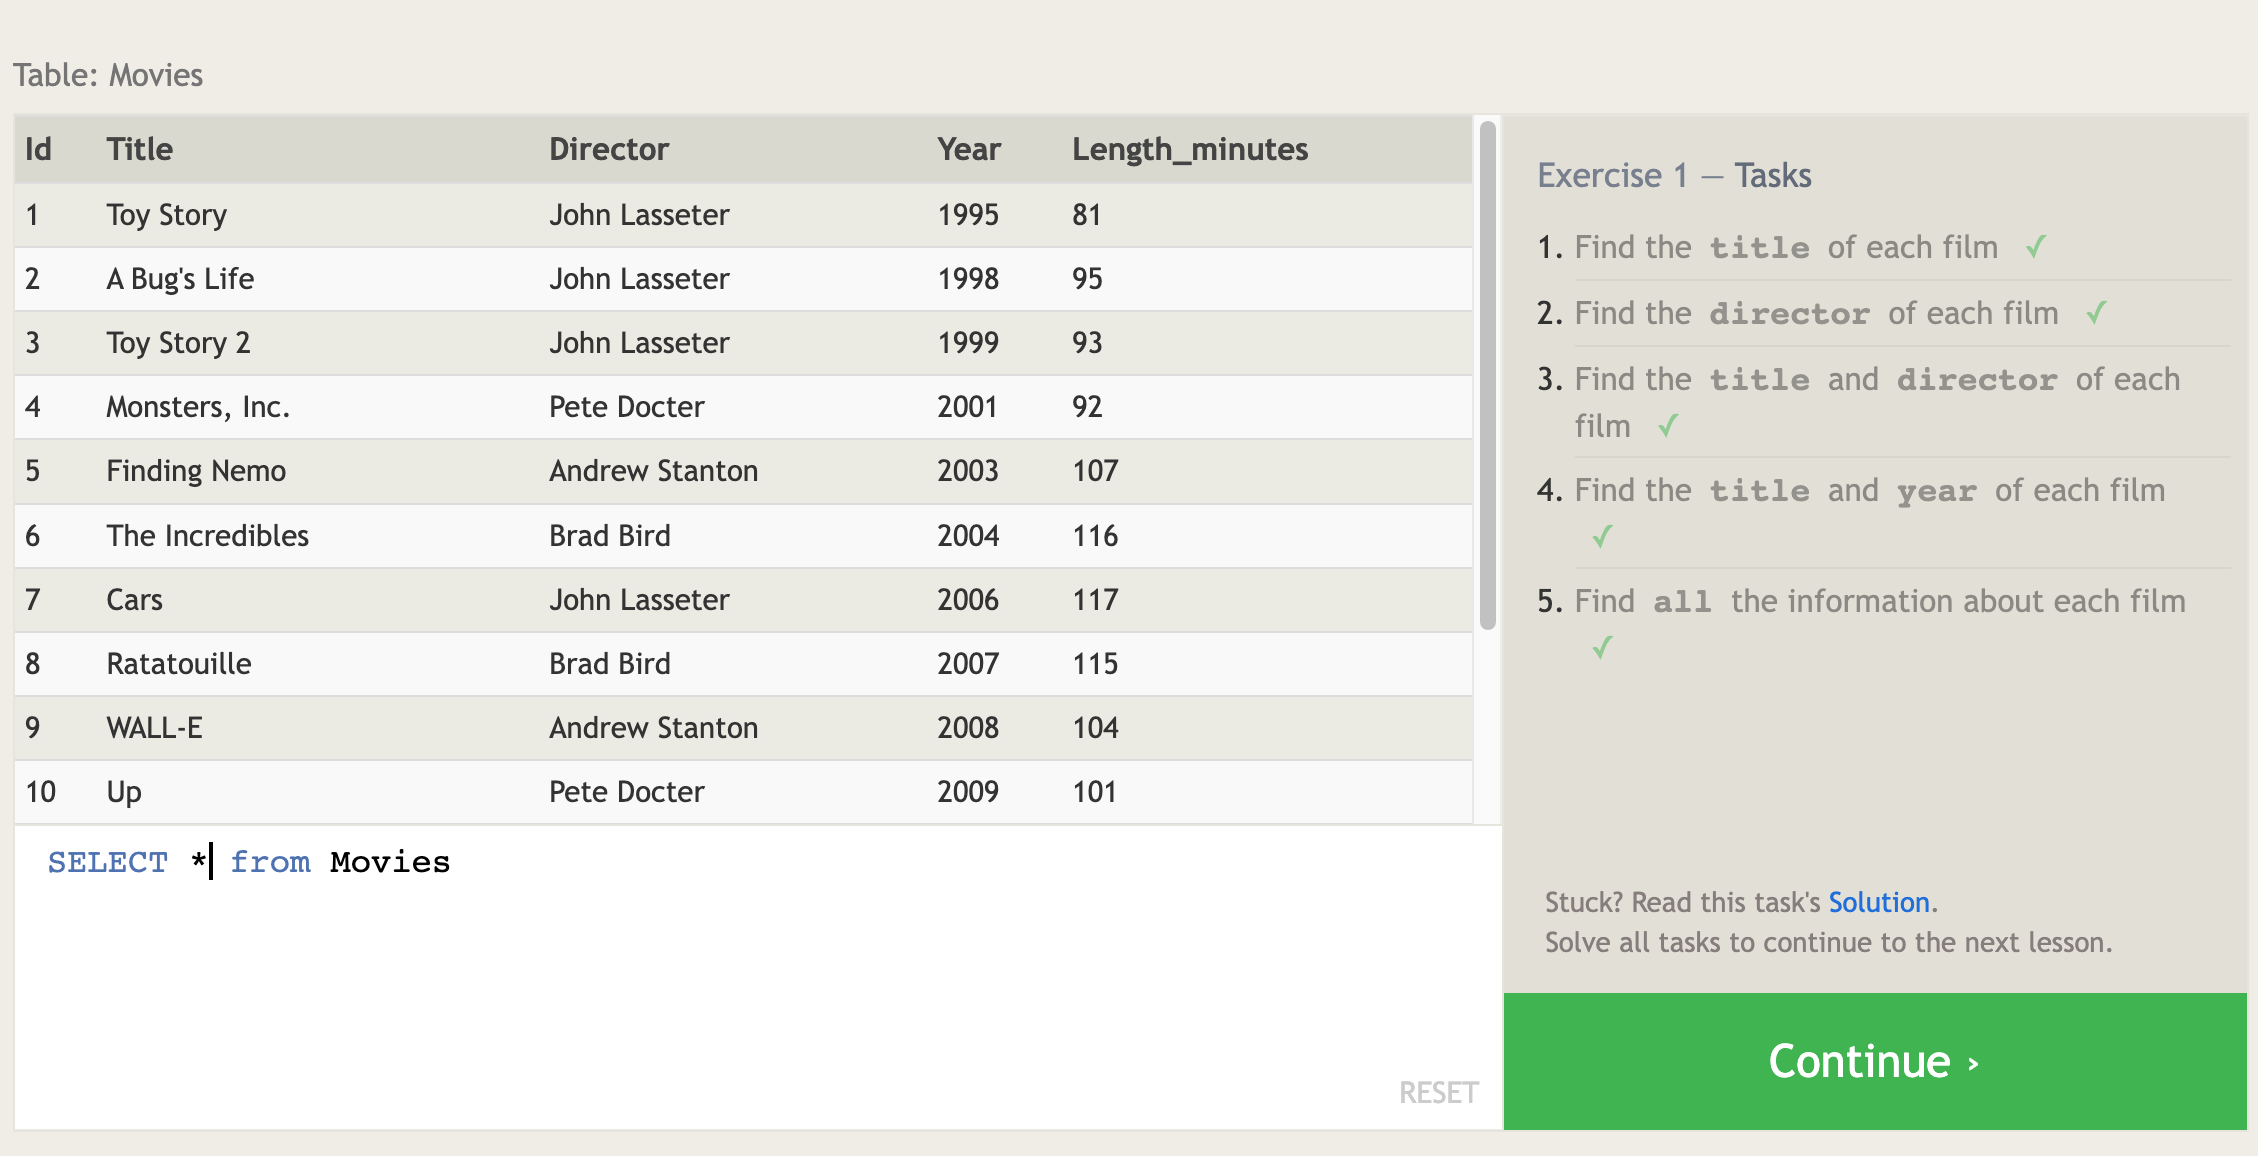 Table: Movies
Id Title Director Year Length_minutes
1 Toy Story John Lasseter 1995 81
2 A Bug's Life John Lasseter 1998 95
3 Toy Story 2 John Lasseter 1999 93
4 Monsters, Inc. Pete Docter 2001 92
5 Finding Nemo Andrew Stanton 2003 107
6 The Incredibles Brad Bird 2004 116
7 Cars John Lasseter 2006 117
8 Ratatouille Brad Bird 2007 115
9 WALL-E Andrew Stanton 2008 104
10 Up Pete Docter 2009 101
SELECT * from Movies
RESET
Exercise 1 — Tasks
1. Find the title of each film ✓
2. Find the director of each film ✓
3. Find the title and director of each
film ✓
4. Find the title and year of each film
✓
5. Find all the information about each film
✓
Stuck? Read this task's Solution.
Solve all tasks to continue to the next lesson.
Continue ›